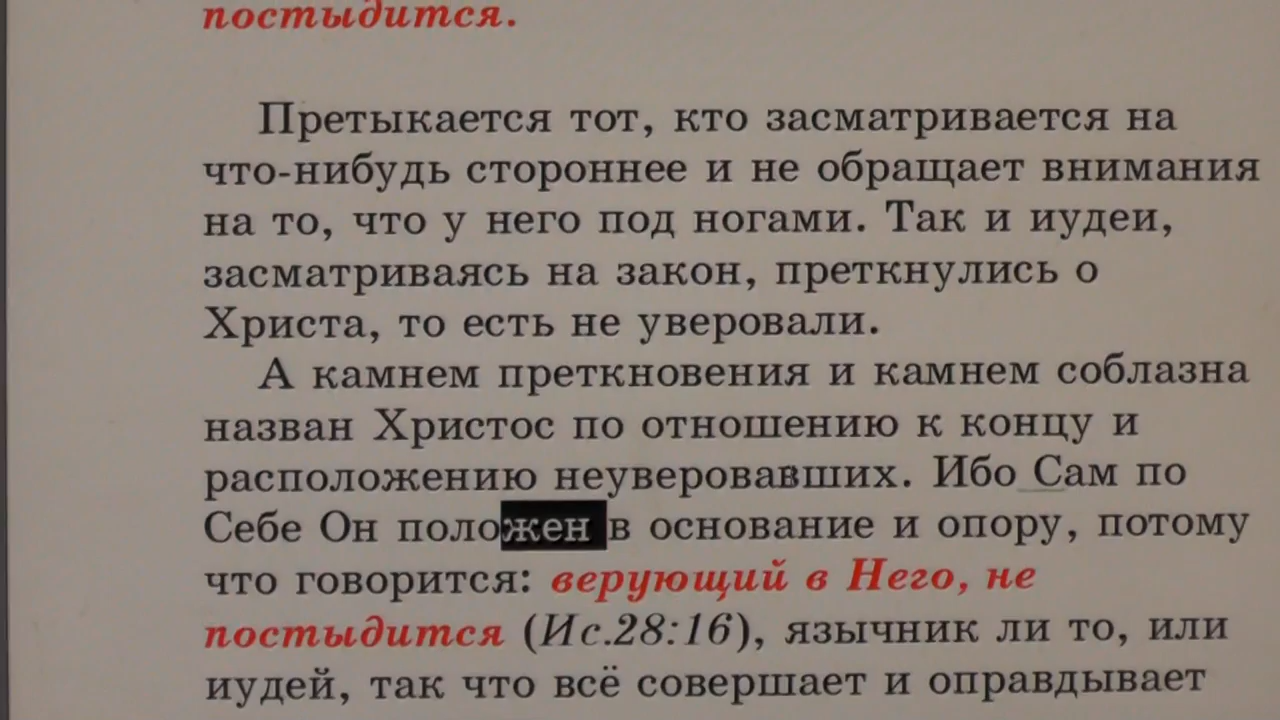 постыдится.
Претыкается тот, кто засматривается на
что-нибудь стороннее и не обращает внимания
на то, что у него под ногами. Так и иудеи,
засматриваясь на закон, преткнулись о
Христа, то есть не уверовали.
А камнем преткновения и камнем соблазна
назван Христос по отношению к концу и
расположению неуверовавших. Ибо Сам по
Себе Он положен в основание и опору, потому
что говорится: верующий в Него, не
постыдится (Ис.28:16), язычник ли то, или
иудей, так что всё совершает и оправдывает